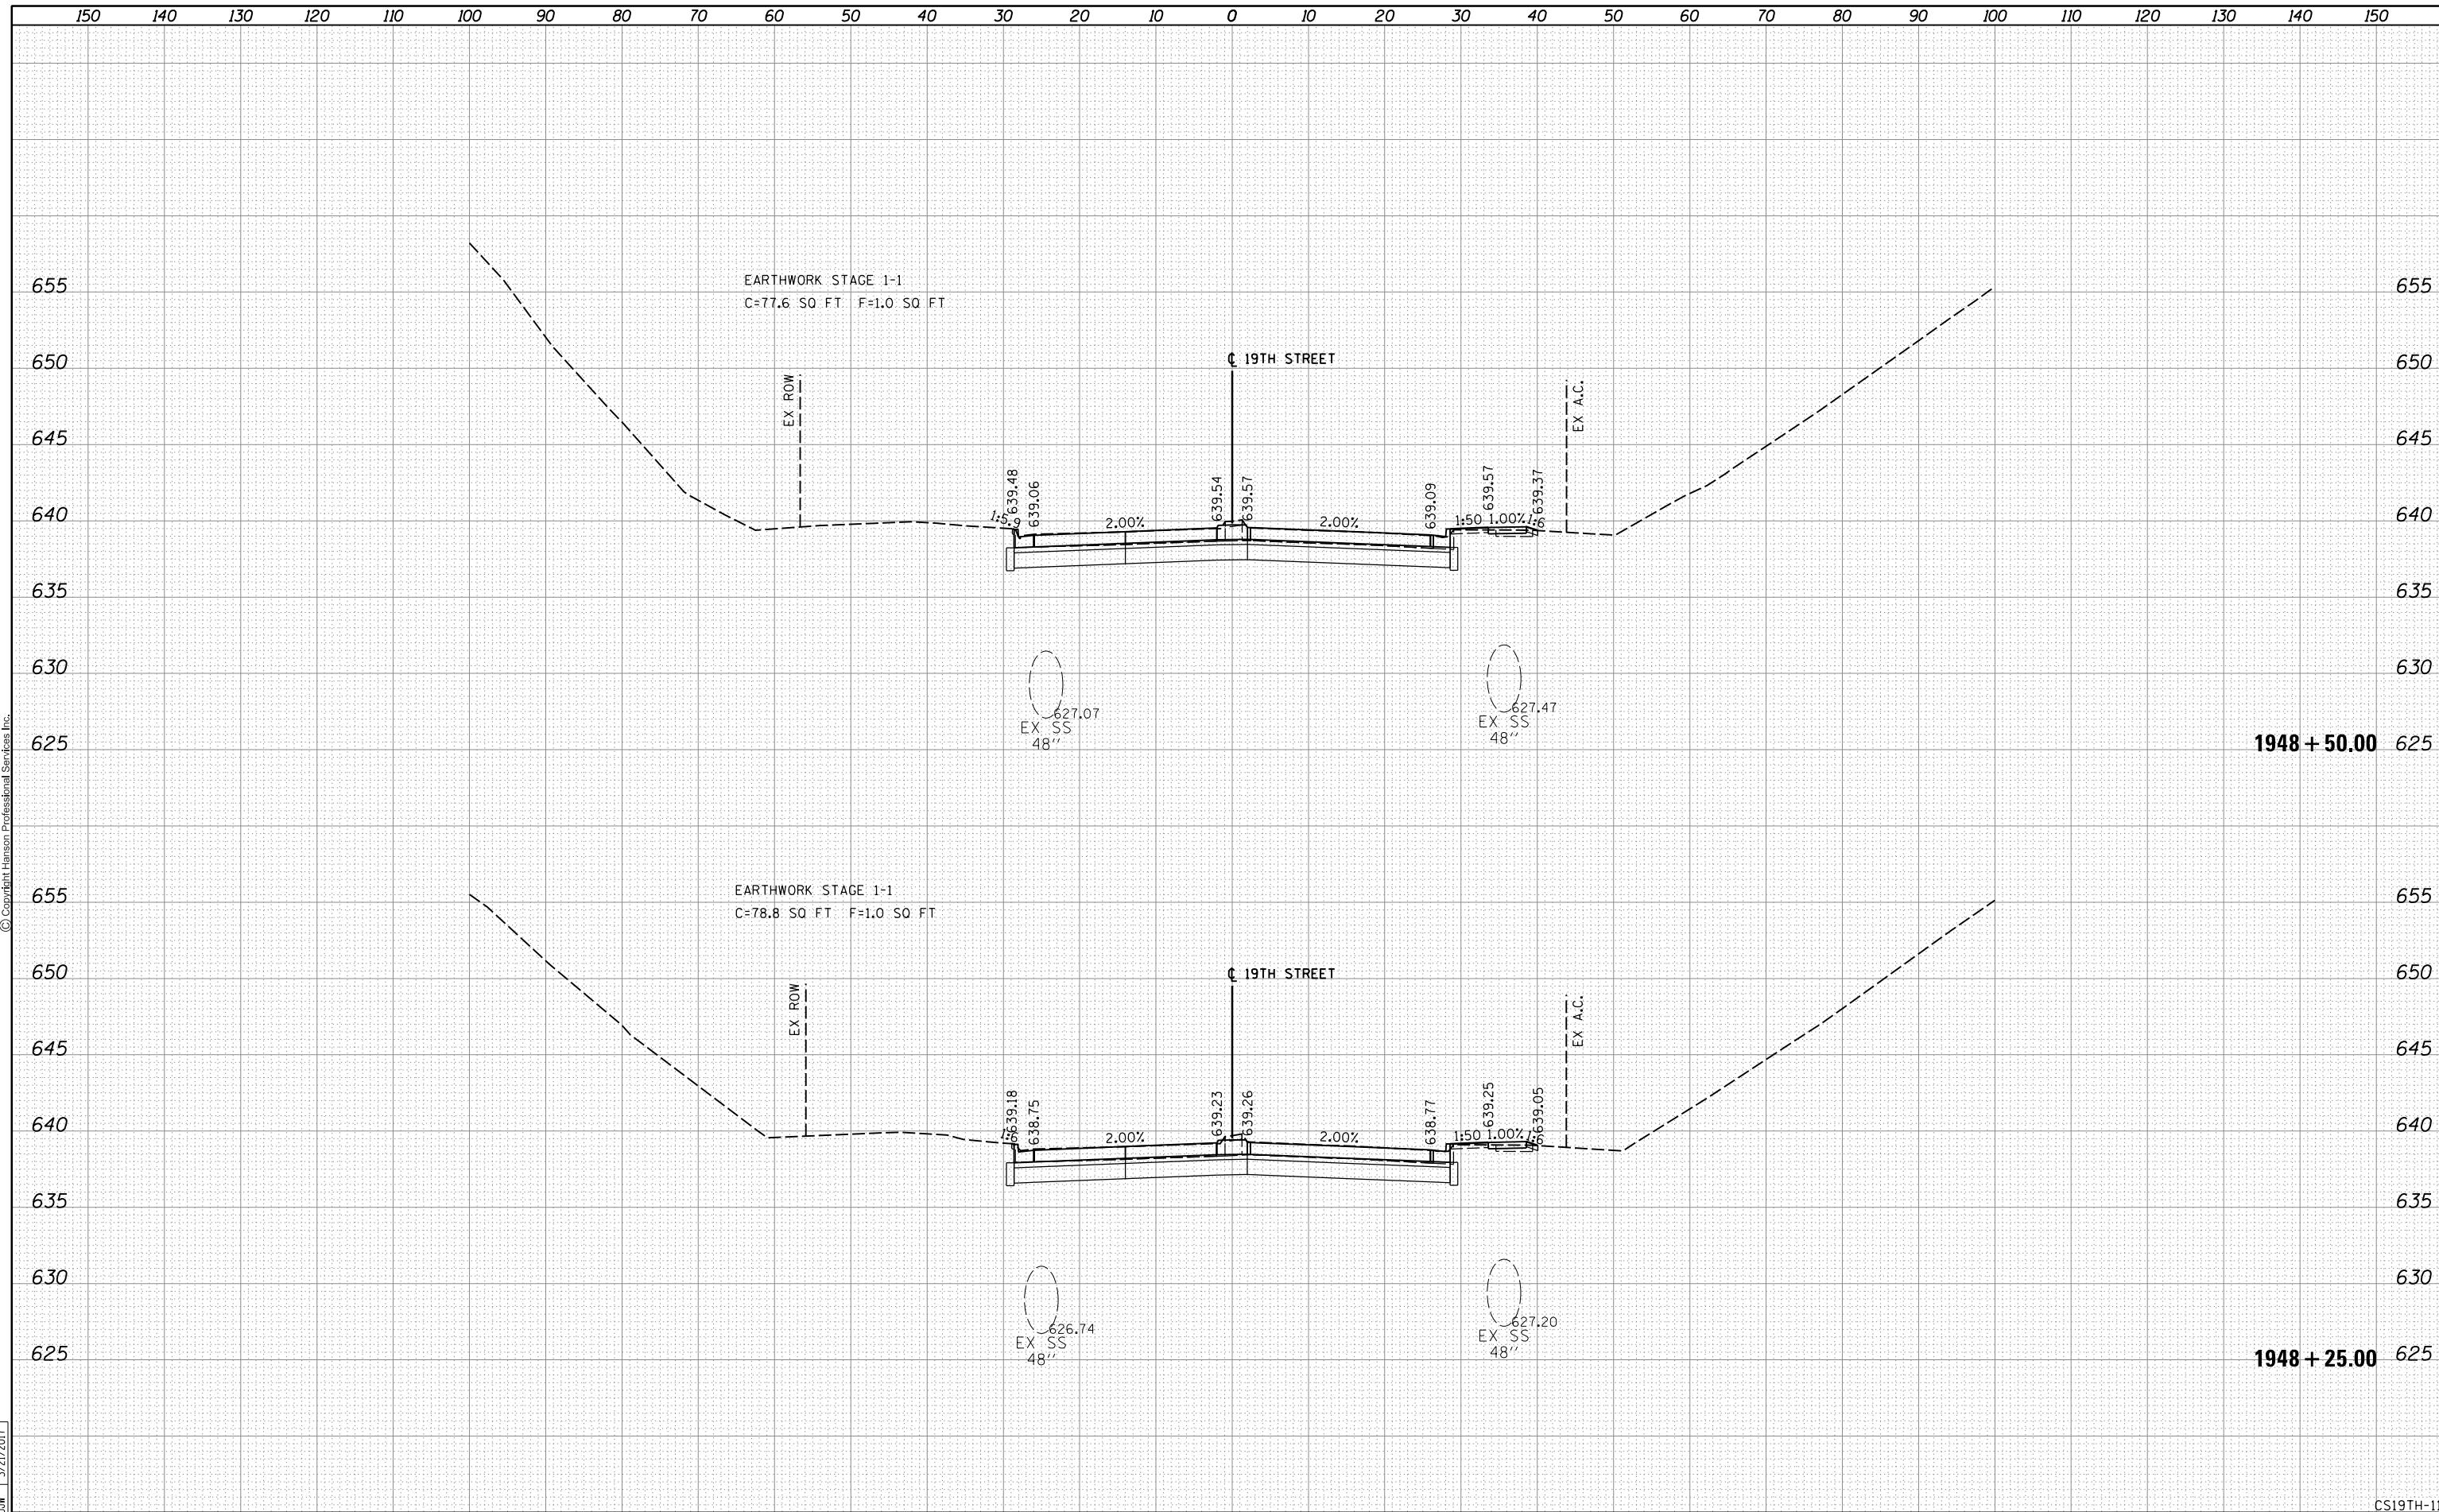 150 140 130 120 110 100 90 80 70 60 50 40 30 20 10 0 10 20 30 40 50 60 70 80 90 100 110 120 130 140 150
EARTHWORK STAGE 1-1
C=77.6 SQ FT F=1.0 SQ FT
655 655
650 650
645 645
640 640
635 635
630 630
625 625
℄ 19TH STREET
EX ROW
EX A.C.
639.48
639.06
639.54
639.57
639.09
639.57
639.37
1:5.9
2.00%
2.00%
1:50
1.00%
1:6
627.07
EX SS
48''
627.47
EX SS
48''
1948 + 50.00
EARTHWORK STAGE 1-1
C=78.8 SQ FT F=1.0 SQ FT
655 655
650 650
645 645
640 640
635 635
630 630
625 625
℄ 19TH STREET
EX ROW
EX A.C.
639.18
638.75
639.23
639.26
638.77
639.25
639.05
2.00%
2.00%
1:50
1.00%
1:6
626.74
EX SS
48''
627.20
EX SS
48''
1948 + 25.00
© Copyright Hanson Professional Services Inc.